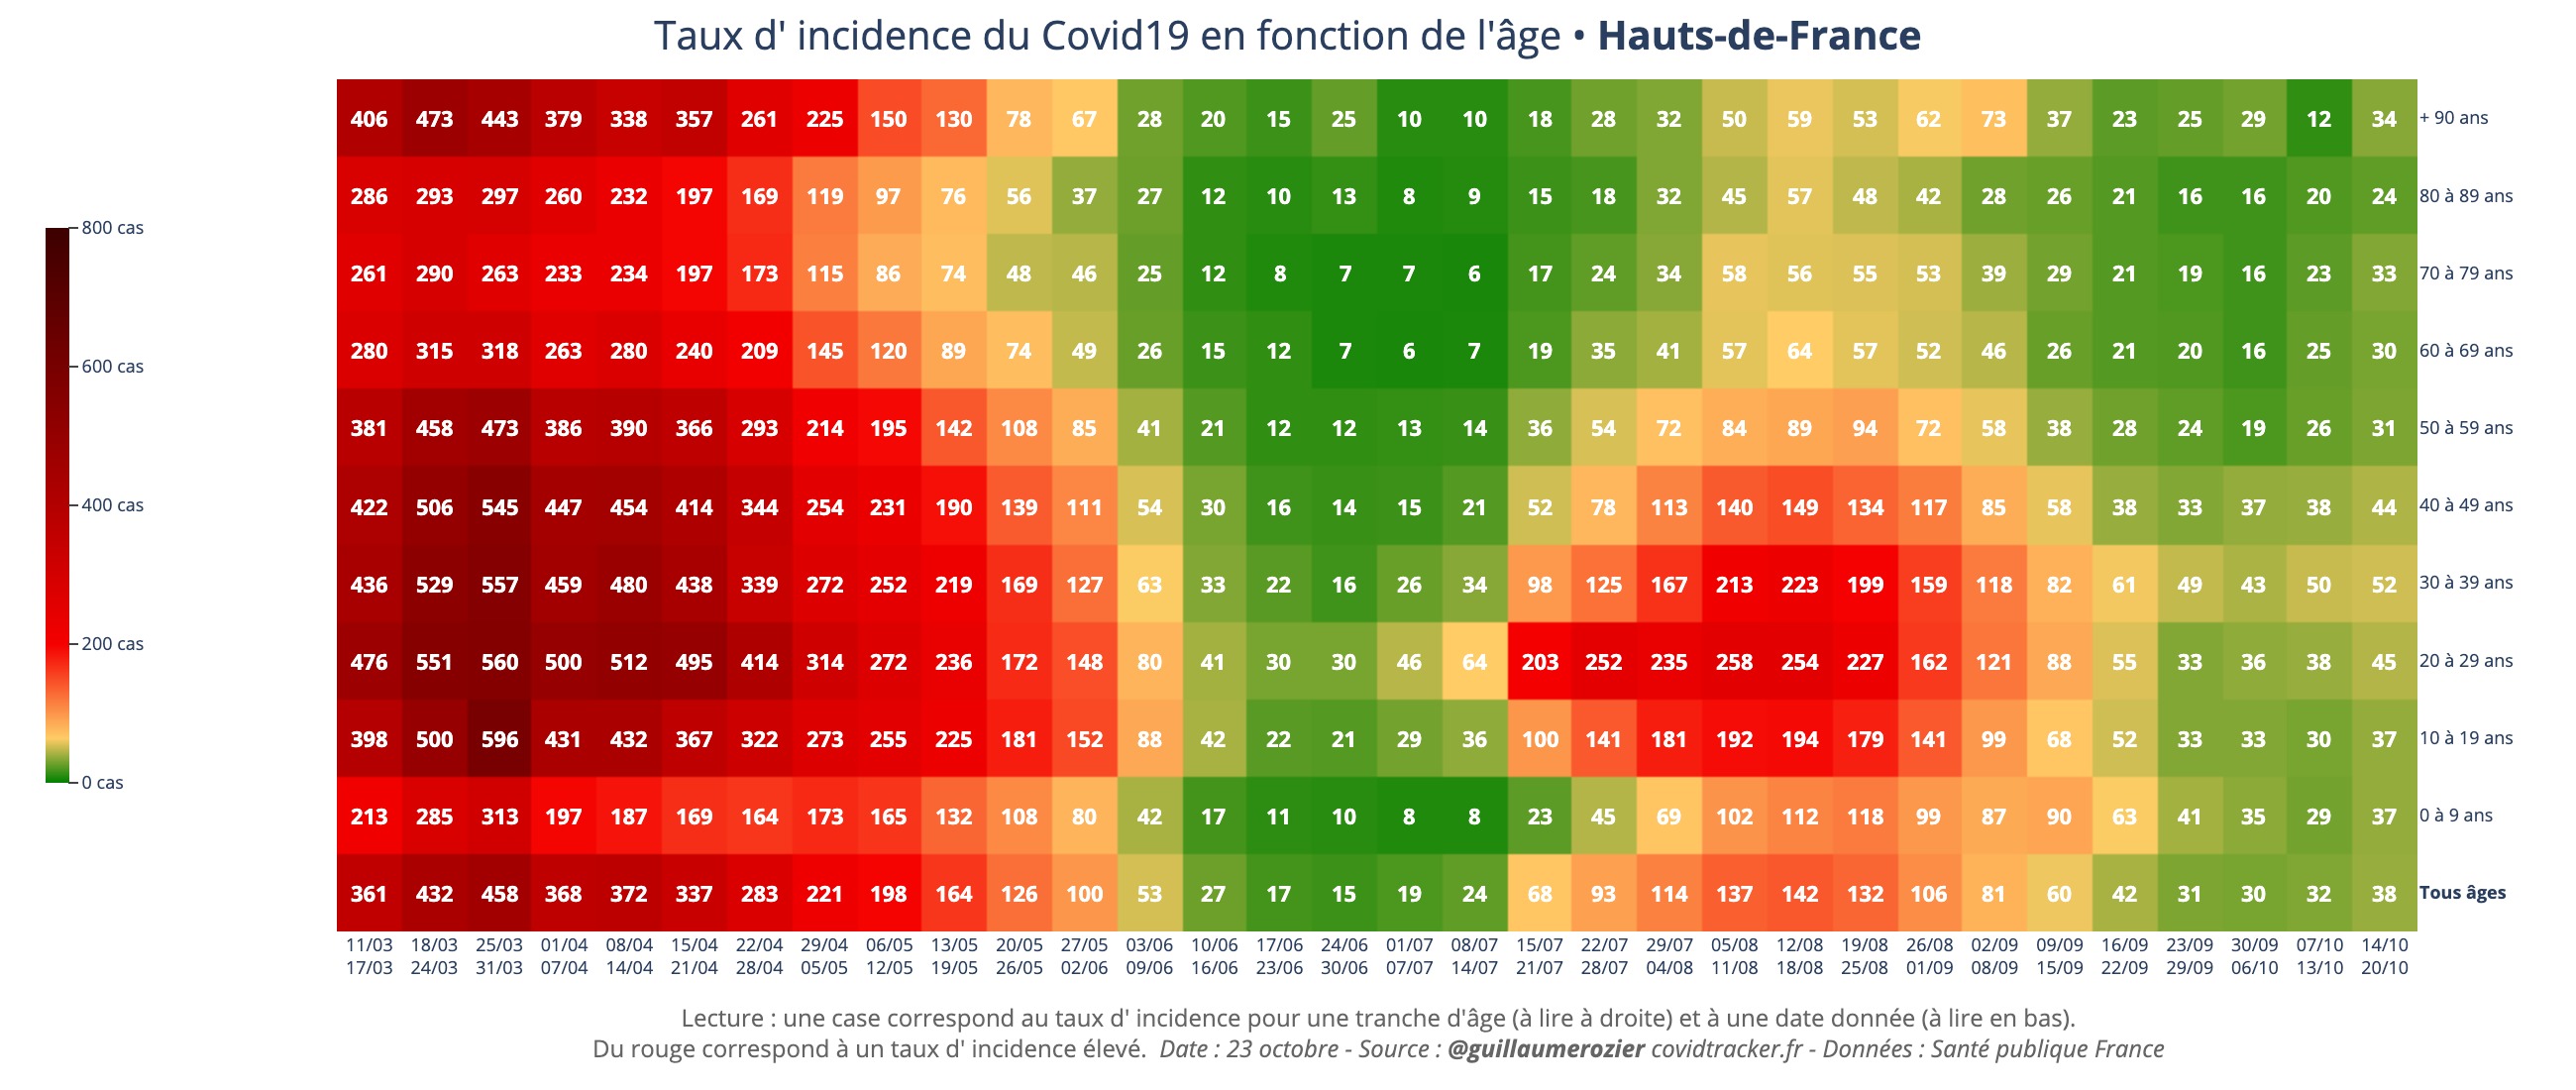 Taux d' incidence du Covid19 en fonction de l'âge • Hauts-de-France
800 cas
600 cas
400 cas
200 cas
0 cas
406 473 443 379 338 357 261 225 150 130 78 67 28 20 15 25 10 10 18 28 32 50 59 53 62 73 37 23 25 29 12 34 + 90 ans
286 293 297 260 232 197 169 119 97 76 56 37 27 12 10 13 8 9 15 18 32 45 57 48 42 28 26 21 16 16 20 24 80 à 89 ans
261 290 263 233 234 197 173 115 86 74 48 46 25 12 8 7 7 6 17 24 34 58 56 55 53 39 29 21 19 16 23 33 70 à 79 ans
280 315 318 263 280 240 209 145 120 89 74 49 26 15 12 7 6 7 19 35 41 57 64 57 52 46 26 21 20 16 25 30 60 à 69 ans
381 458 473 386 390 366 293 214 195 142 108 85 41 21 12 12 13 14 36 54 72 84 89 94 72 58 38 28 24 19 26 31 50 à 59 ans
422 506 545 447 454 414 344 254 231 190 139 111 54 30 16 14 15 21 52 78 113 140 149 134 117 85 58 38 33 37 38 44 40 à 49 ans
436 529 557 459 480 438 339 272 252 219 169 127 63 33 22 16 26 34 98 125 167 213 223 199 159 118 82 61 49 43 50 52 30 à 39 ans
476 551 560 500 512 495 414 314 272 236 172 148 80 41 30 30 46 64 203 252 235 258 254 227 162 121 88 55 33 36 38 45 20 à 29 ans
398 500 596 431 432 367 322 273 255 225 181 152 88 42 22 21 29 36 100 141 181 192 194 179 141 99 68 52 33 33 30 37 10 à 19 ans
213 285 313 197 187 169 164 173 165 132 108 80 42 17 11 10 8 8 23 45 69 102 112 118 99 87 90 63 41 35 29 37 0 à 9 ans
361 432 458 368 372 337 283 221 198 164 126 100 53 27 17 15 19 24 68 93 114 137 142 132 106 81 60 42 31 30 32 38 Tous âges
11/03 18/03 25/03 01/04 08/04 15/04 22/04 29/04 06/05 13/05 20/05 27/05 03/06 10/06 17/06 24/06 01/07 08/07 15/07 22/07 29/07 05/08 12/08 19/08 26/08 02/09 09/09 16/09 23/09 30/09 07/10 14/10
17/03 24/03 31/03 07/04 14/04 21/04 28/04 05/05 12/05 19/05 26/05 02/06 09/06 16/06 23/06 30/06 07/07 14/07 21/07 28/07 04/08 11/08 18/08 25/08 01/09 08/09 15/09 22/09 29/09 06/10 13/10 20/10
Lecture : une case correspond au taux d' incidence pour une tranche d'âge (à lire à droite) et à une date donnée (à lire en bas).
Du rouge correspond à un taux d' incidence élevé. Date : 23 octobre - Source : @guillaumerozier covidtracker.fr - Données : Santé publique France